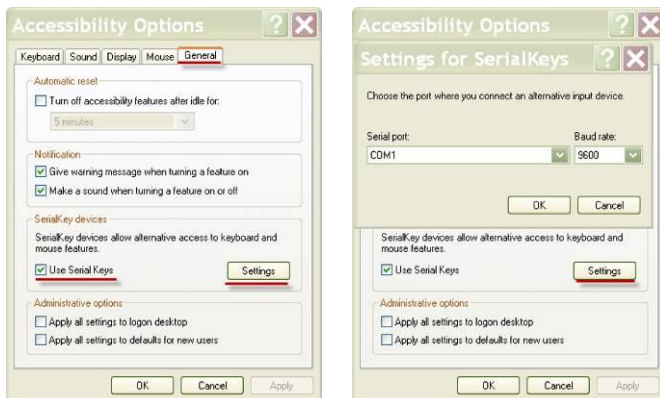 Accessibility Options
Keyboard Sound Display Mouse General
Automatic reset
Turn off accessibility features after idle for:
5 minutes
Notification
Give warning message when turning a feature on
Make a sound when turning a feature on or off
SerialKey devices
SerialKey devices allow alternative access to keyboard and
mouse features.
Use Serial Keys
Settings
Administrative options
Apply all settings to logon desktop
Apply all settings to defaults for new users
OK Cancel Apply
Accessibility Options
Settings for SerialKeys
Choose the port where you connect an alternative input device.
Serial port: Baud rate:
COM1 9600
OK Cancel
SerialKey devices allow alternative access to keyboard and
mouse features.
Use Serial Keys
Settings
Administrative options
Apply all settings to logon desktop
Apply all settings to defaults for new users
OK Cancel Apply